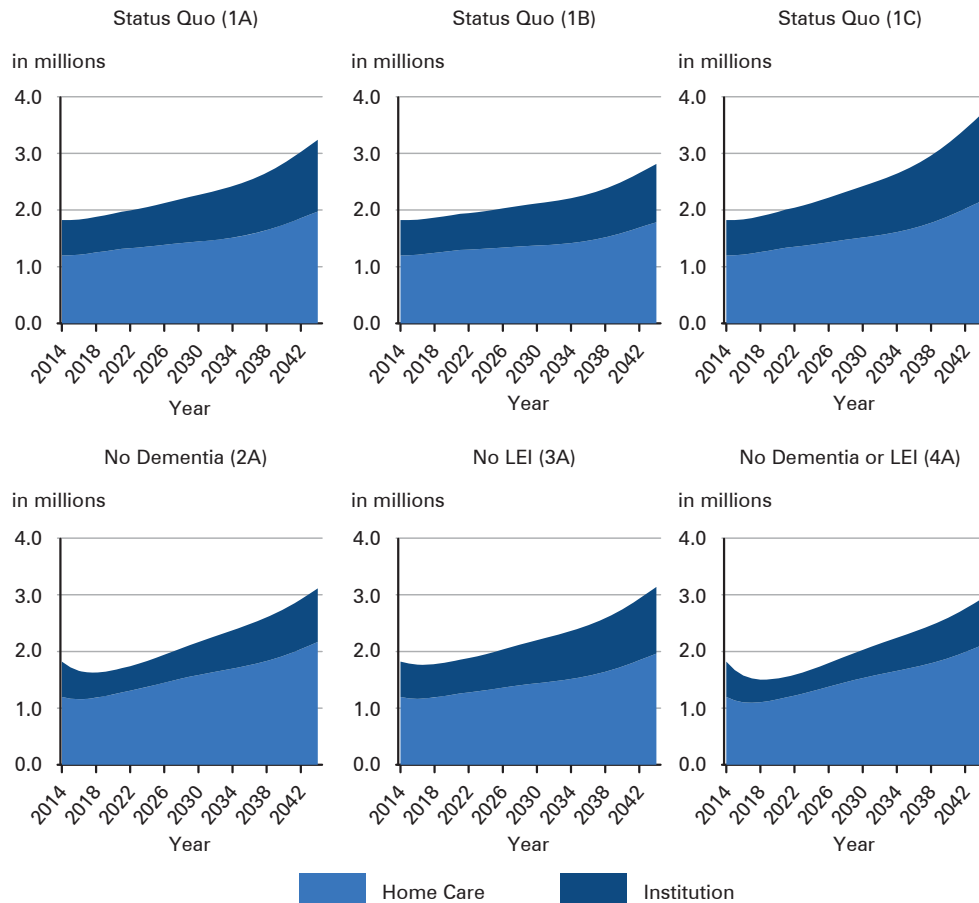 Status Quo (1A)
in millions
4.0
3.0
2.0
1.0
0.0
2014 2018 2022 2026 2030 2034 2038 2042
Year
Status Quo (1B)
in millions
4.0
3.0
2.0
1.0
0.0
2014 2018 2022 2026 2030 2034 2038 2042
Year
Status Quo (1C)
in millions
4.0
3.0
2.0
1.0
0.0
2014 2018 2022 2026 2030 2034 2038 2042
Year
No Dementia (2A)
in millions
4.0
3.0
2.0
1.0
0.0
2014 2018 2022 2026 2030 2034 2038 2042
Year
No LEI (3A)
in millions
4.0
3.0
2.0
1.0
0.0
2014 2018 2022 2026 2030 2034 2038 2042
Year
No Dementia or LEI (4A)
in millions
4.0
3.0
2.0
1.0
0.0
2014 2018 2022 2026 2030 2034 2038 2042
Year
Home Care
Institution